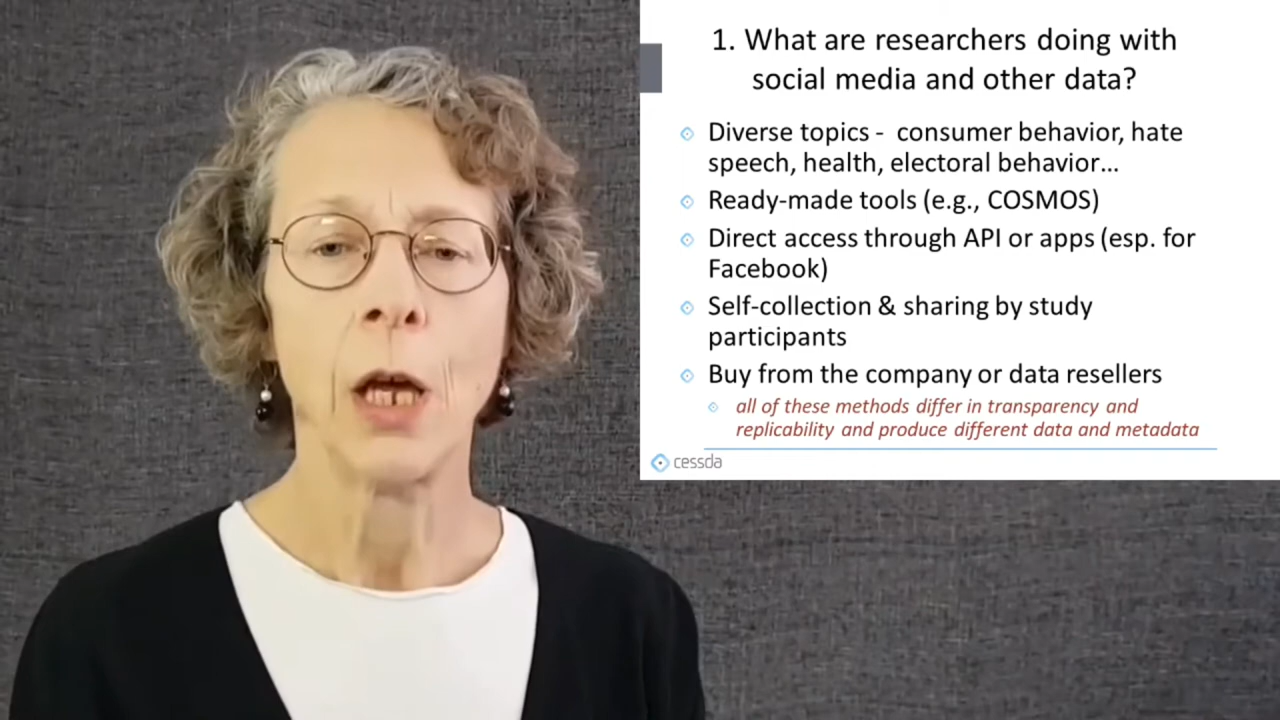 1. What are researchers doing with
social media and other data?
Diverse topics - consumer behavior, hate
speech, health, electoral behavior...
Ready-made tools (e.g., COSMOS)
Direct access through API or apps (esp. for
Facebook)
Self-collection & sharing by study
participants
Buy from the company or data resellers
all of these methods differ in transparency and
replicability and produce different data and metadata
cessda